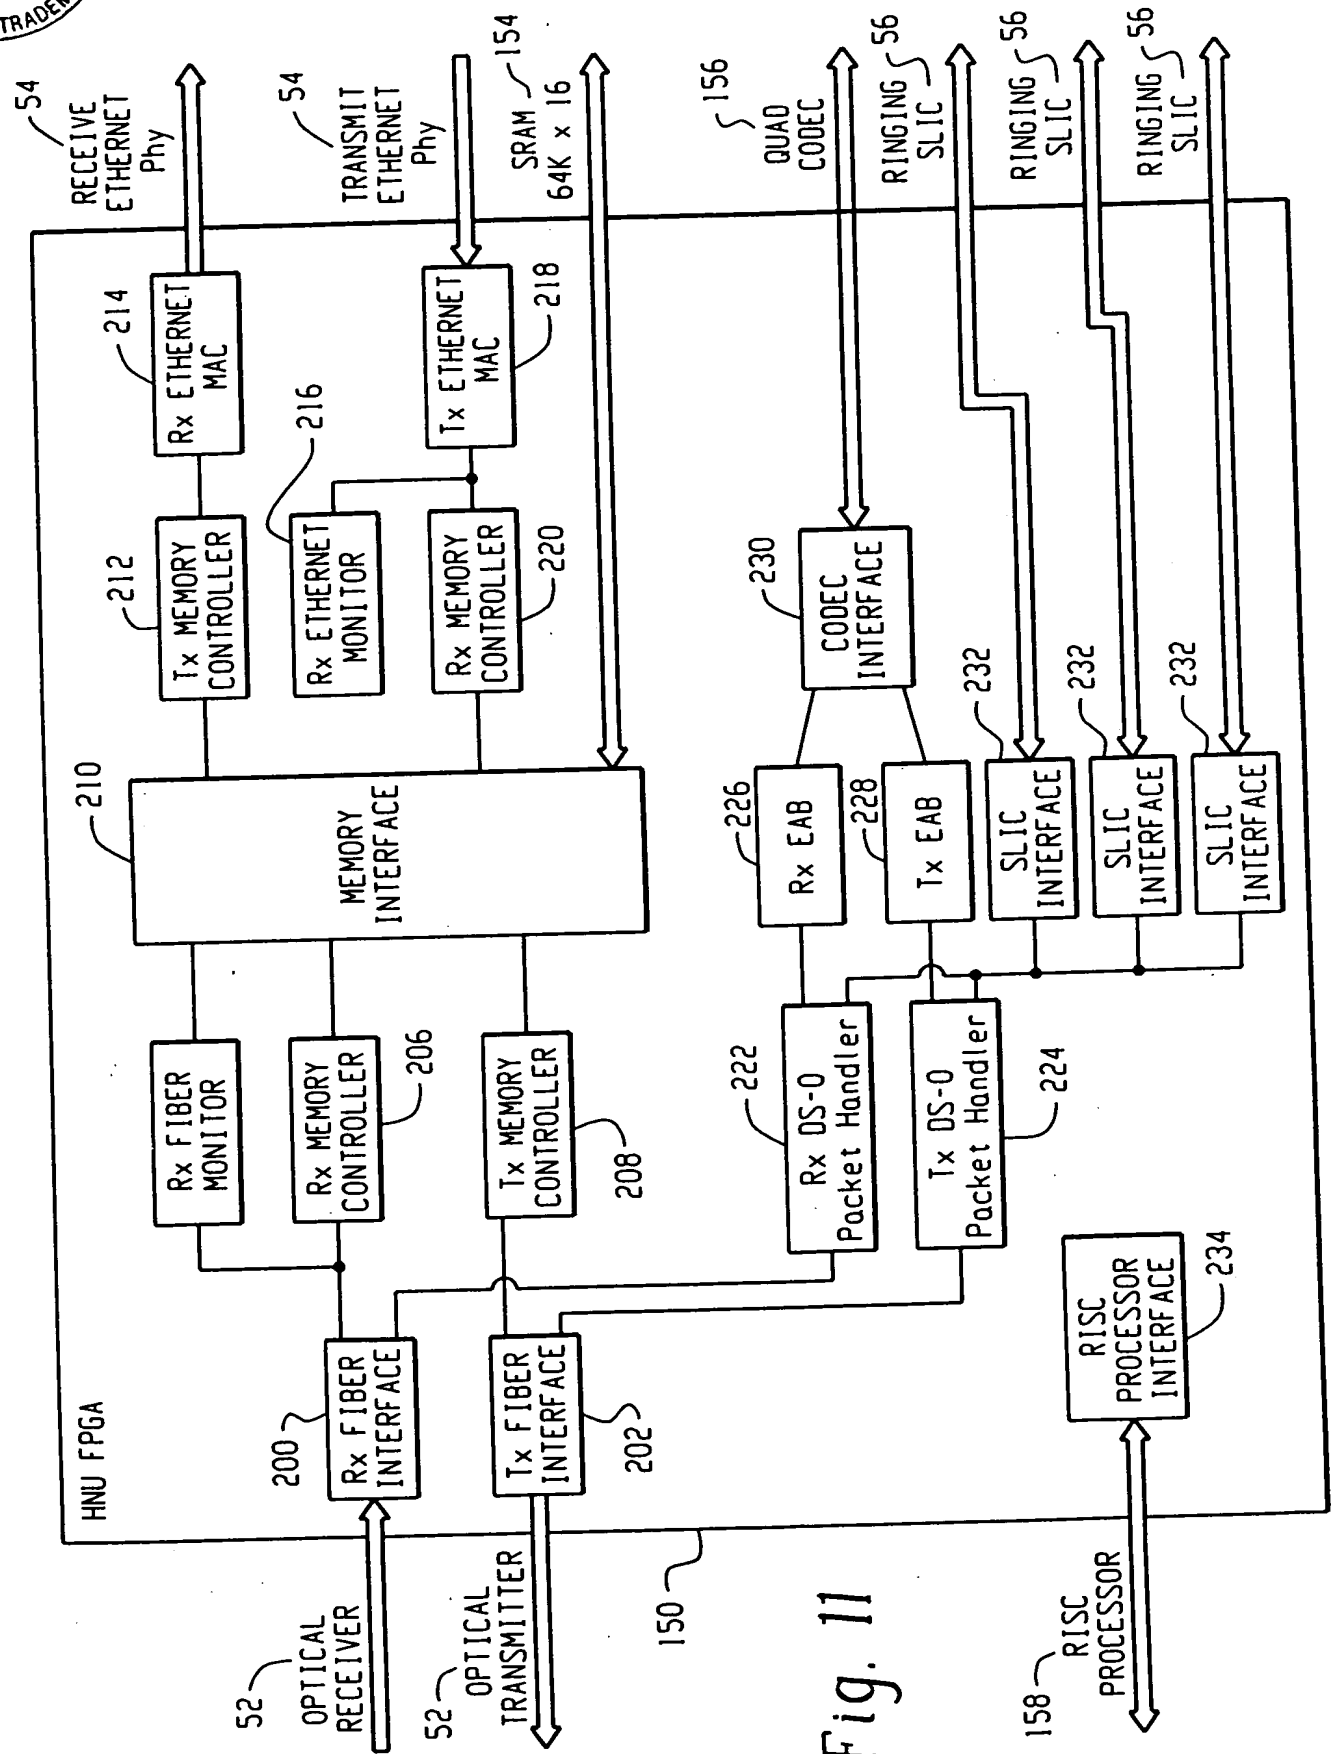 TRADEM
54
RECEIVE
ETHERNET
Phy
54
TRANSMIT
ETHERNET
Phy
SRAM 154
64K x 16
156
QUAD
CODEC
RINGING 56
SLIC
RINGING 56
SLIC
RINGING 56
SLIC
HNU FPGA
214
Rx ETHERNET
MAC
212
Tx MEMORY
CONTROLLER
216
Rx ETHERNET
MONITOR
Tx ETHERNET
MAC
218
Rx MEMORY
CONTROLLER
220
210
MEMORY
INTERFACE
Rx FIBER
MONITOR
Rx MEMORY
CONTROLLER
206
Tx MEMORY
CONTROLLER
208
200
Rx FIBER
INTERFACE
Tx FIBER
INTERFACE
202
52
OPTICAL
RECEIVER
52
OPTICAL
TRANSMITTER
150
230
CODEC
INTERFACE
226
Rx EAB
228
Tx EAB
232
SLIC
INTERFACE
232
SLIC
INTERFACE
232
SLIC
INTERFACE
222
Rx DS-0
Packet Handler
Tx DS-0
Packet Handler
224
RISC
PROCESSOR
INTERFACE
234
158
RISC
PROCESSOR
Fig. 11